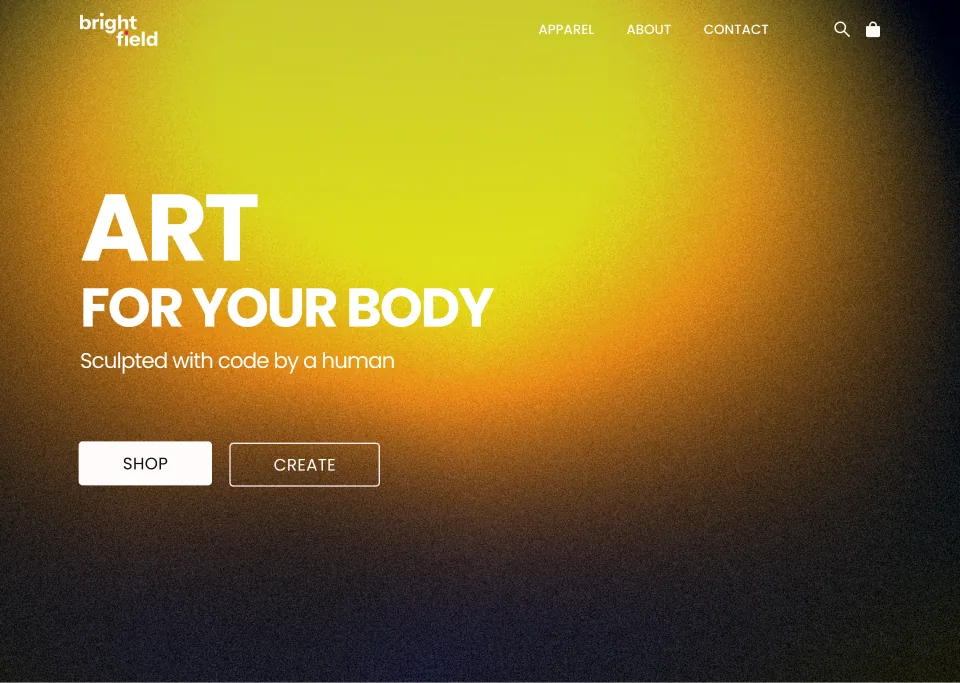 bright
field
APPAREL ABOUT CONTACT
ART
FOR YOUR BODY
Sculpted with code by a human
SHOP CREATE